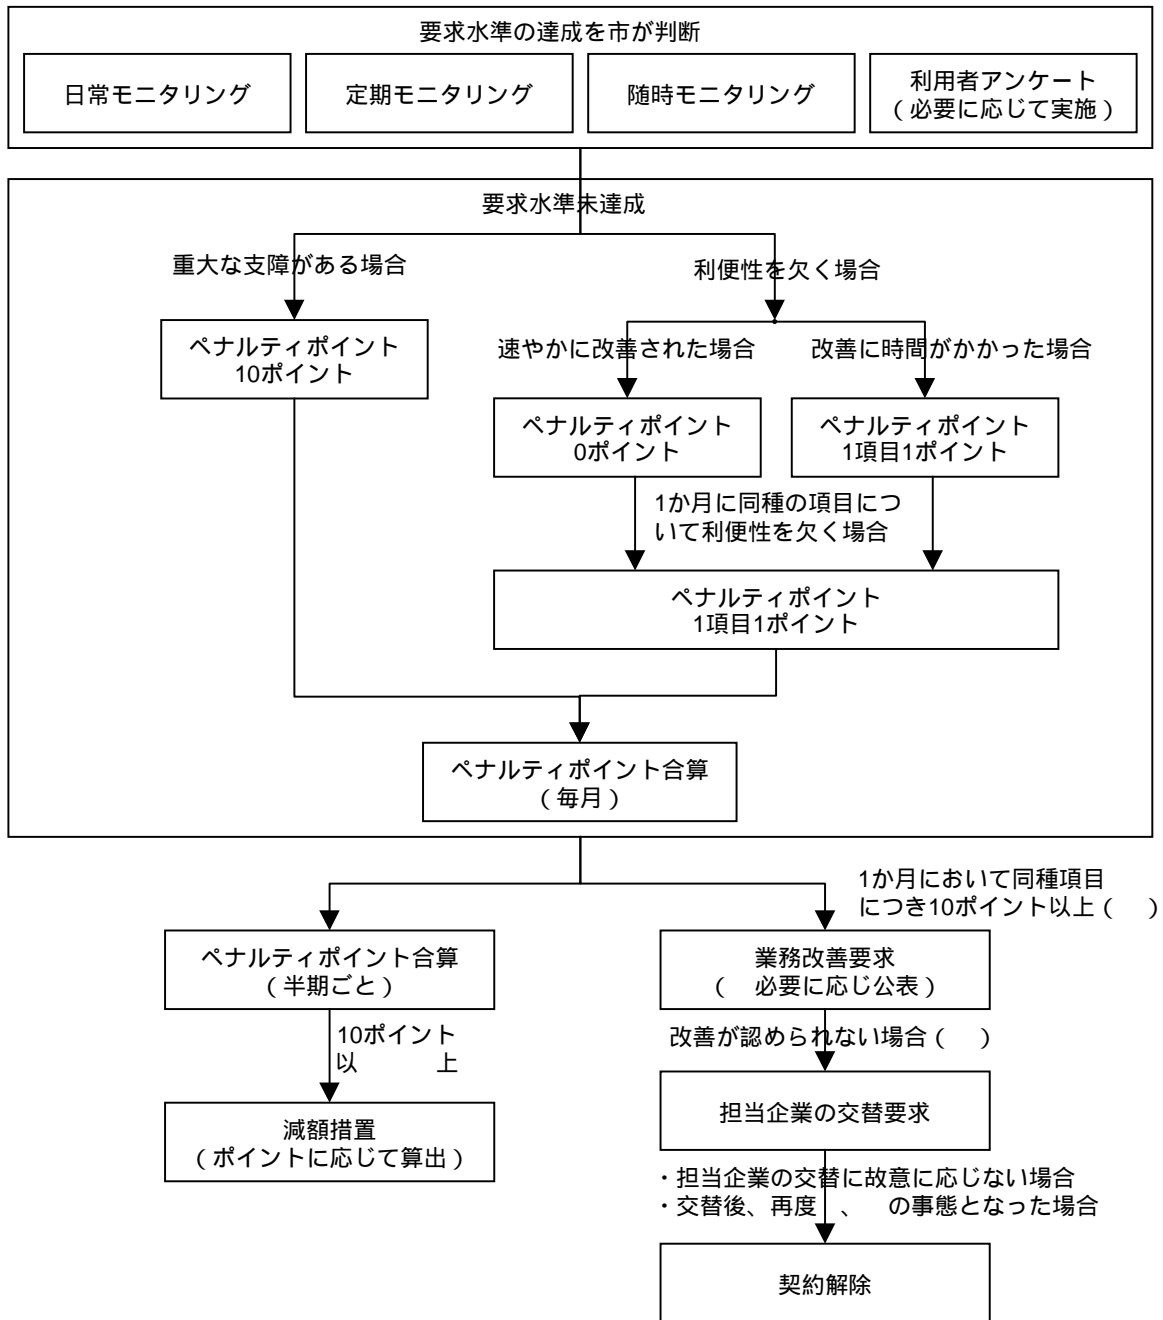 要求水準の達成を市が判断
日常モニタリング
定期モニタリング
随時モニタリング
利用者アンケート
(必要に応じて実施)
要求水準未達成
重大な支障がある場合
利便性を欠く場合
ペナルティポイント
10ポイント
速やかに改善された場合
改善に時間がかかった場合
ペナルティポイント
0ポイント
ペナルティポイント
1項目1ポイント
1か月に同種の項目につ
いて利便性を欠く場合
ペナルティポイント
1項目1ポイント
ペナルティポイント合算
(毎月)
1か月において同種項目
につき10ポイント以上(　)
ペナルティポイント合算
(半期ごと)
業務改善要求
(　必要に応じ公表)
10ポイント
以　　　上
改善が認められない場合(　)
減額措置
(ポイントに応じて算出)
担当企業の交替要求
・担当企業の交替に故意に応じない場合
・交替後、再度　、　の事態となった場合
契約解除